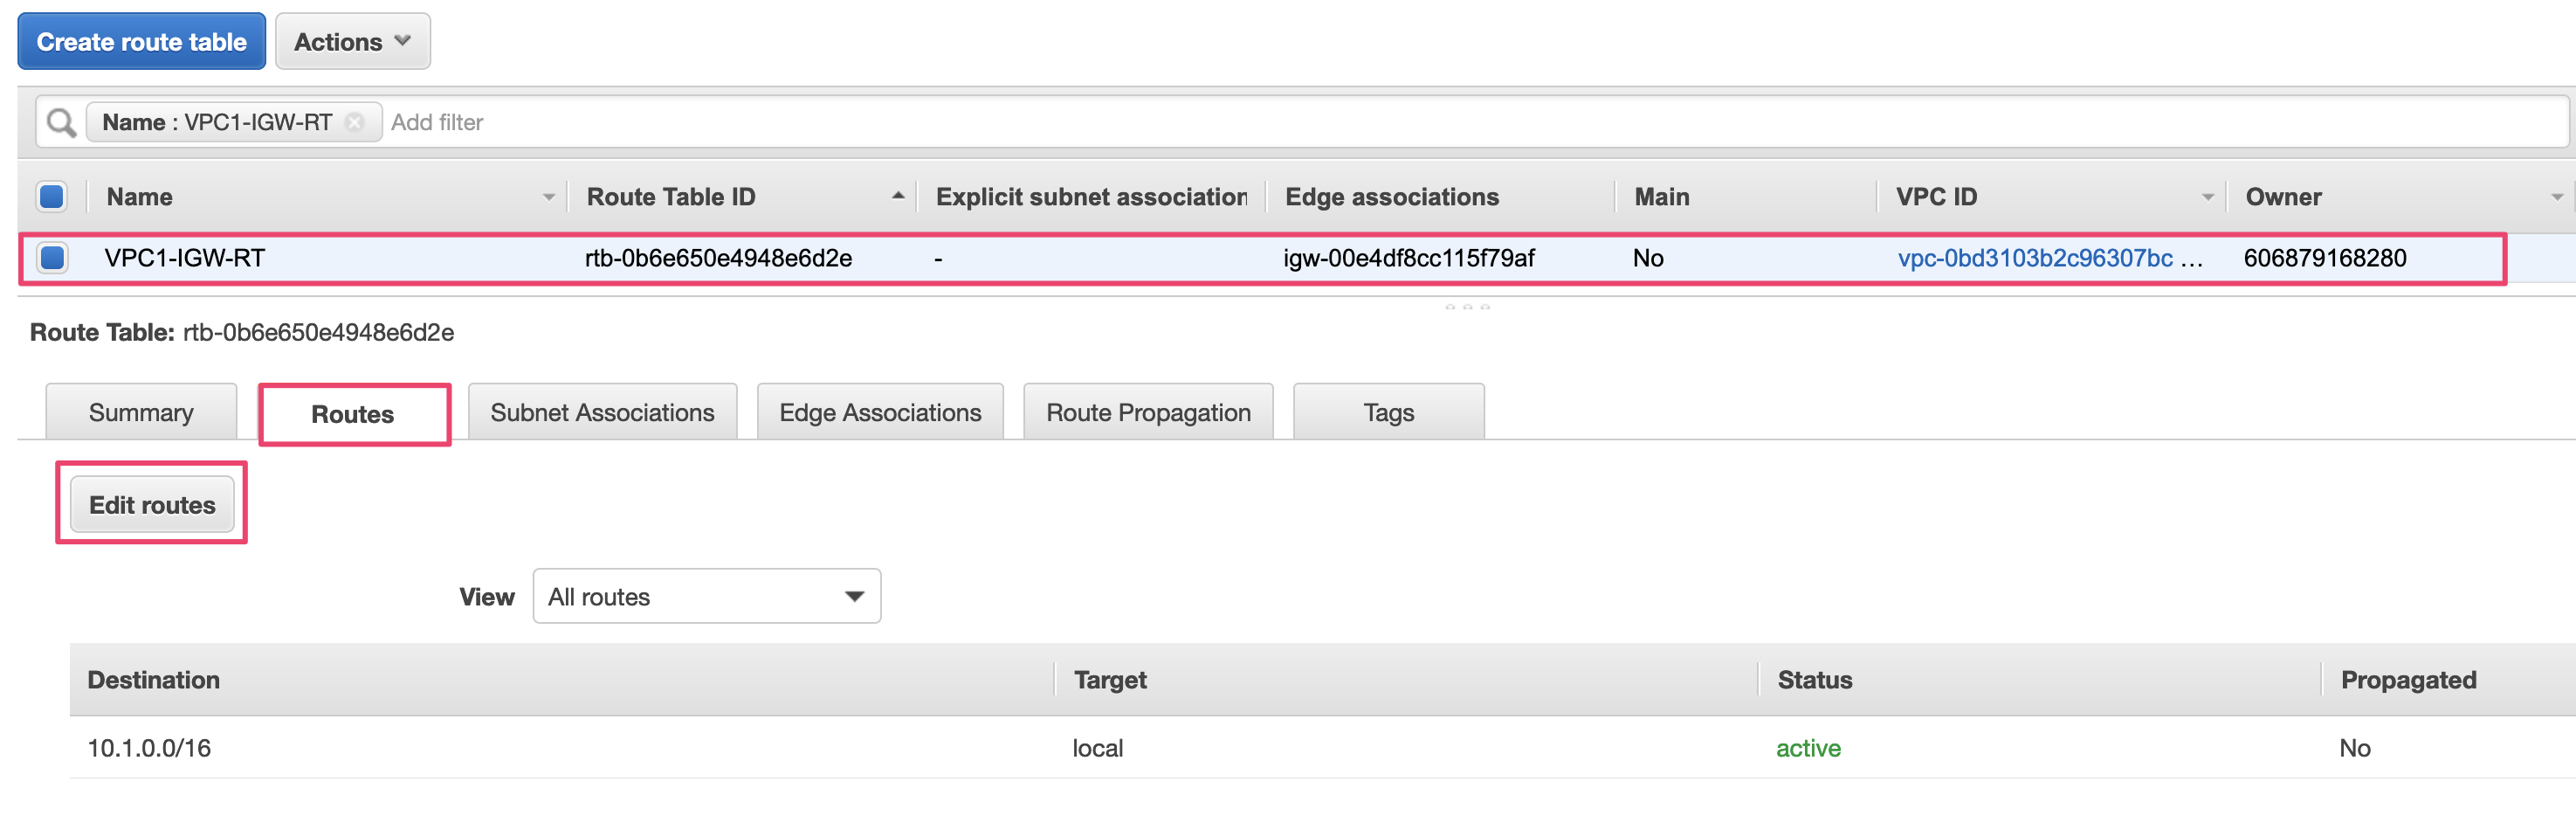 Create route table Actions
Name : VPC1-IGW-RT Add filter
Name Route Table ID Explicit subnet association Edge associations Main VPC ID Owner
VPC1-IGW-RT rtb-0b6e650e4948e6d2e - igw-00e4df8cc115f79af No vpc-0bd3103b2c96307bc ... 606879168280
Route Table: rtb-0b6e650e4948e6d2e
Summary Routes Subnet Associations Edge Associations Route Propagation Tags
Edit routes
View All routes
Destination Target Status Propagated
10.1.0.0/16 local active No